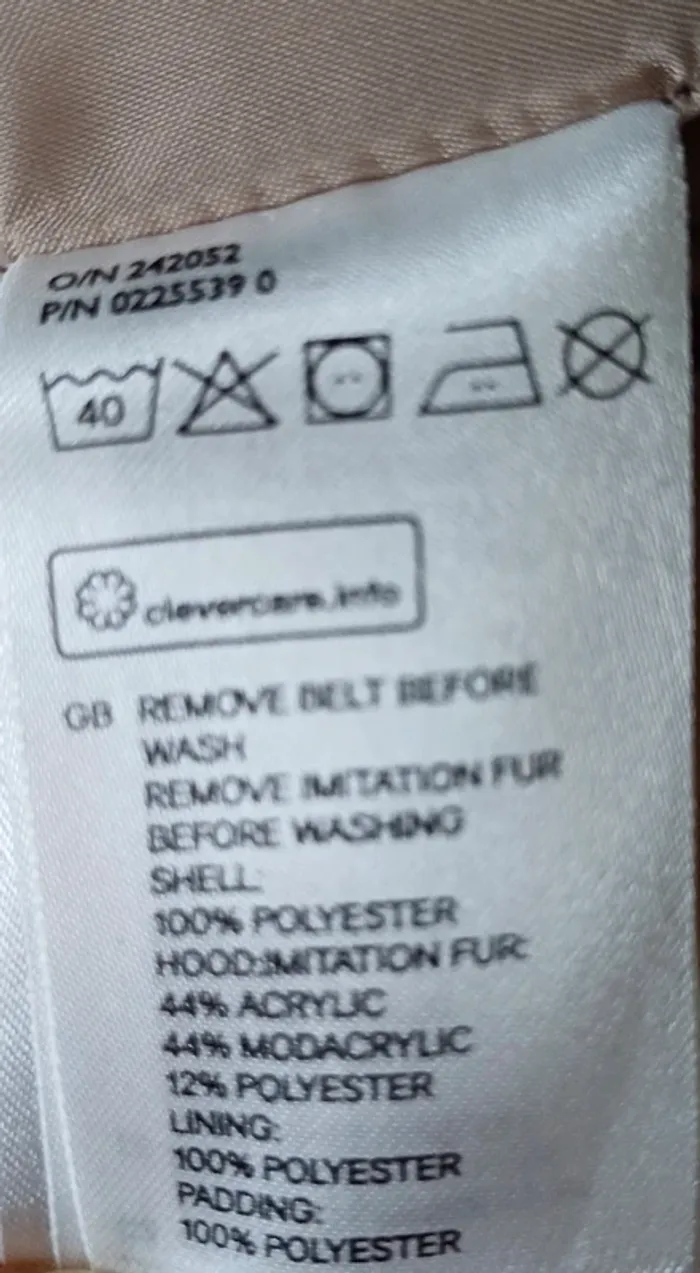 O/N 242052
P/N 0225539 0
40
clevercare.info
GB REMOVE BELT BEFORE
WASH
REMOVE IMITATION FUR
BEFORE WASHING
SHELL:
100% POLYESTER
HOOD:IMITATION FUR:
44% ACRYLIC
44% MODACRYLIC
12% POLYESTER
LINING:
100% POLYESTER
PADDING:
100% POLYESTER